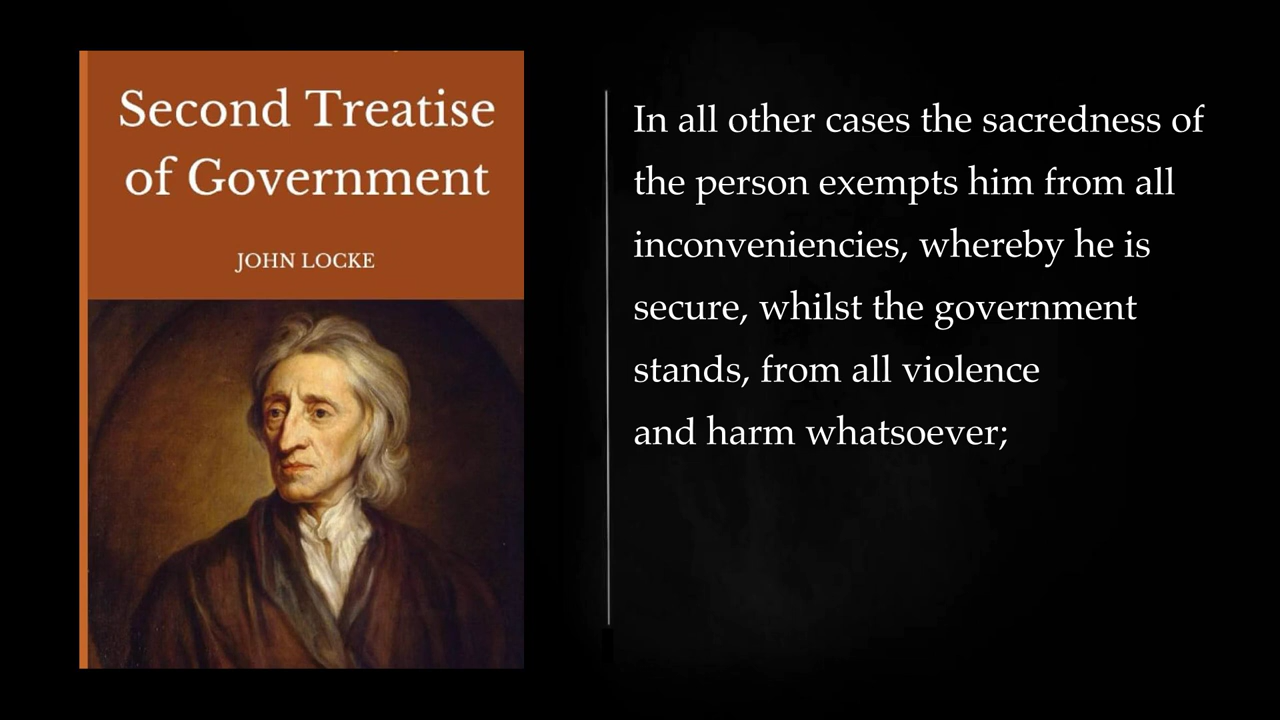 Second Treatise
of Government
JOHN LOCKE
In all other cases the sacredness of
the person exempts him from all
inconveniencies, whereby he is
secure, whilst the government
stands, from all violence
and harm whatsoever;